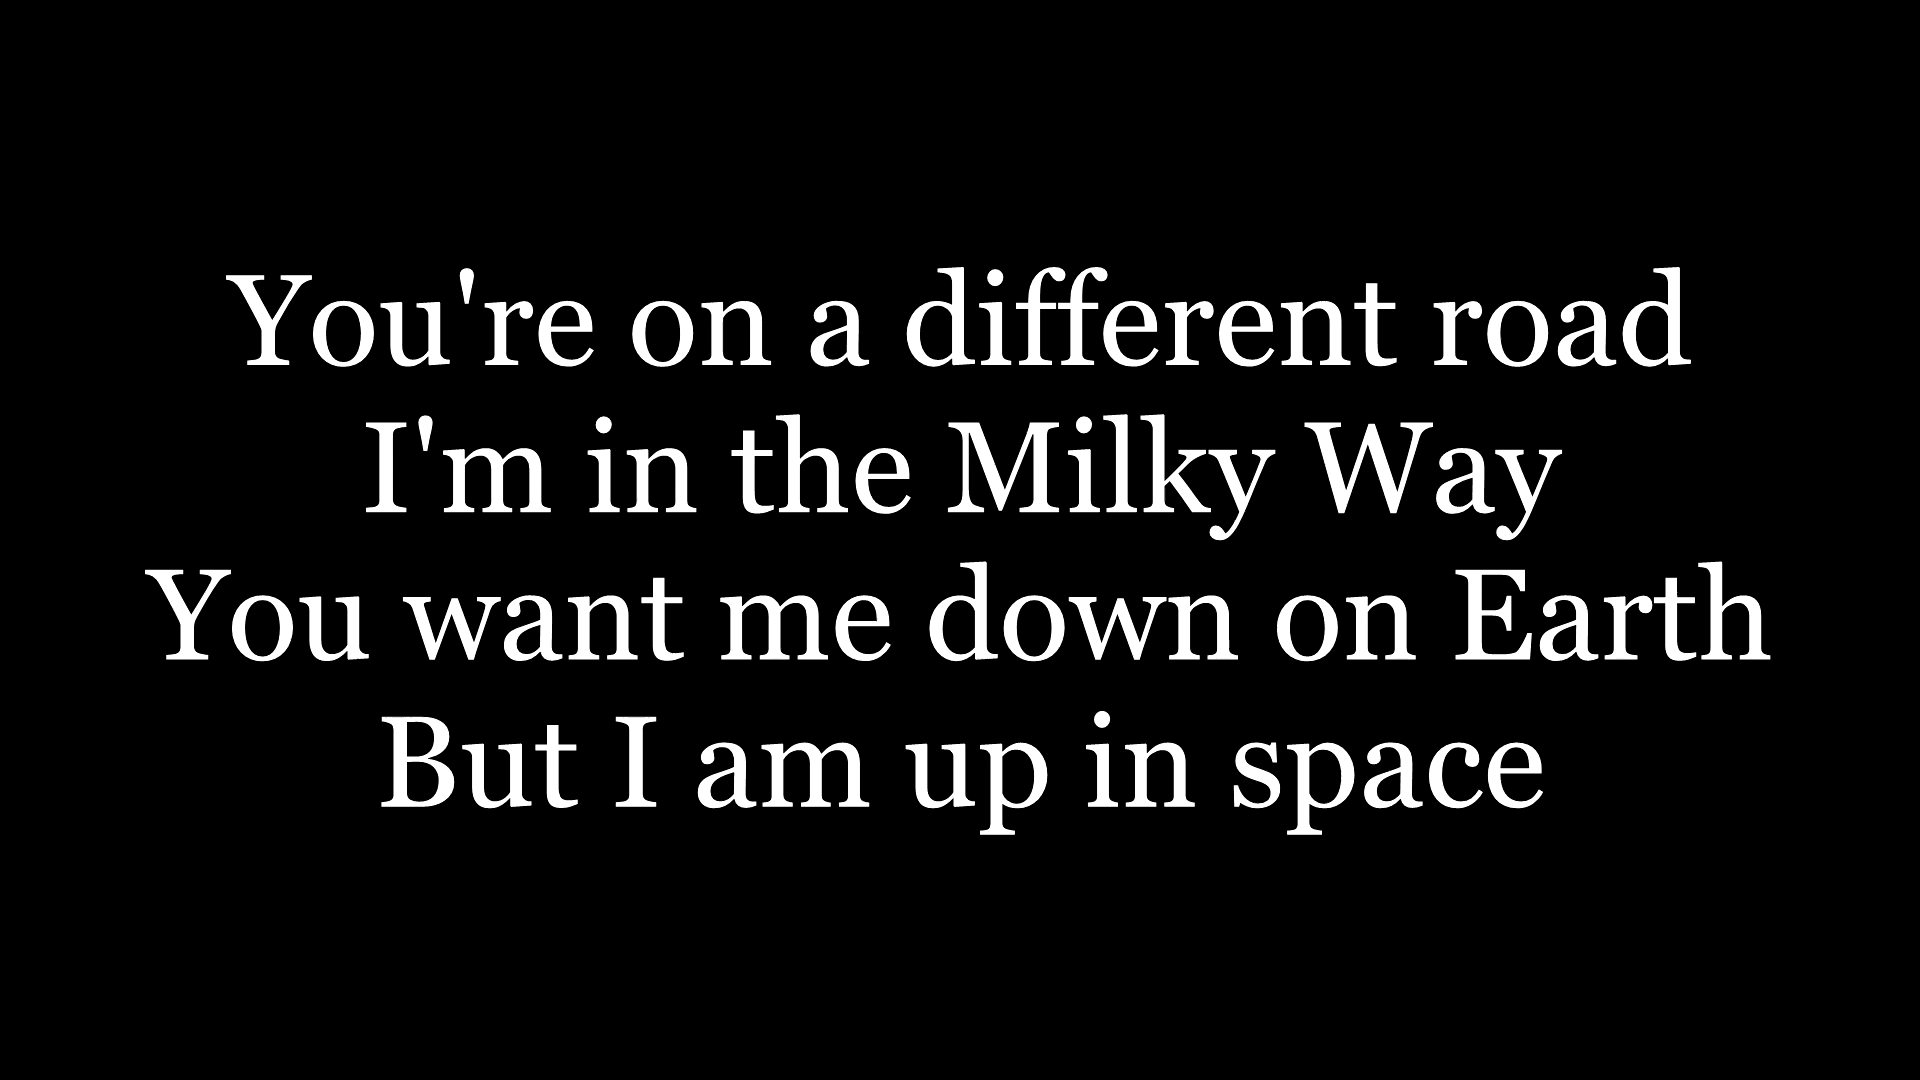 You're on a different road
I'm in the Milky Way
You want me down on Earth
But I am up in space